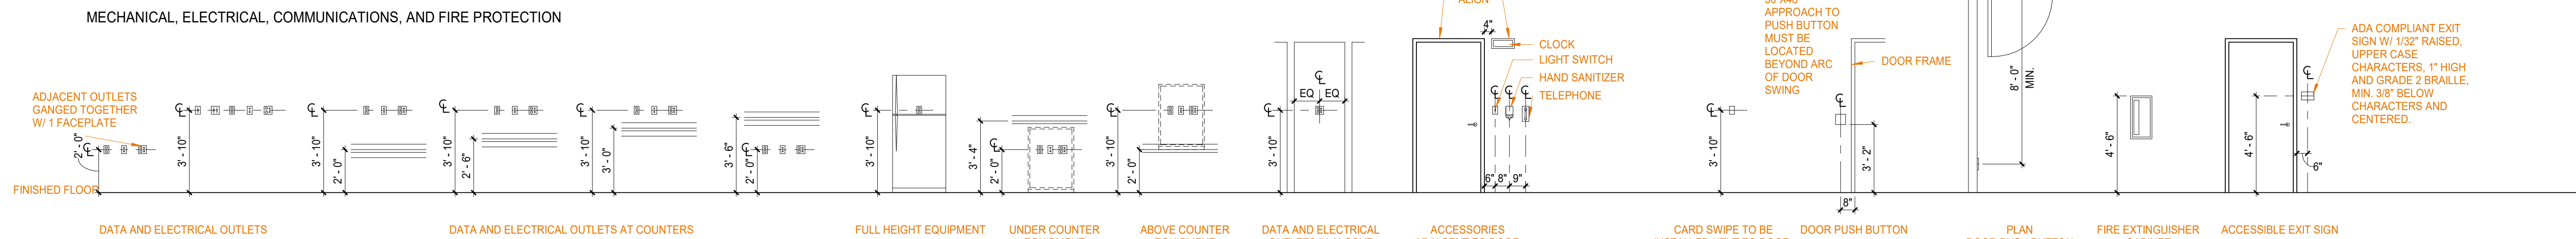 MECHANICAL, ELECTRICAL, COMMUNICATIONS, AND FIRE PROTECTION
ADJACENT OUTLETS
GANGED TOGETHER
W/ 1 FACEPLATE
2' - 0"
FINISHED FLOOR
3' - 10"
3' - 10"
2' - 0"
3' - 10"
2' - 6"
3' - 10"
3' - 0"
3' - 6"
2' - 0"
3' - 10"
3' - 4"
2' - 0"
3' - 10"
2' - 0"
EQ EQ
3' - 10"
ALIGN
4"
CLOCK
LIGHT SWITCH
HAND SANITIZER
TELEPHONE
6" 8" 9"
3' - 10"
APPROACH TO
PUSH BUTTON
MUST BE
LOCATED
BEYOND ARC
OF DOOR
SWING
DOOR FRAME
3' - 2"
8"
8' - 0"
MIN.
4' - 6"
4' - 6"
6"
ADA COMPLIANT EXIT
SIGN W/ 1/32" RAISED,
UPPER CASE
CHARACTERS, 1" HIGH
AND GRADE 2 BRAILLE,
MIN. 3/8" BELOW
CHARACTERS AND
CENTERED.
DATA AND ELECTRICAL OUTLETS
DATA AND ELECTRICAL OUTLETS AT COUNTERS
FULL HEIGHT EQUIPMENT
UNDER COUNTER
ABOVE COUNTER
DATA AND ELECTRICAL
ACCESSORIES
CARD SWIPE TO BE
DOOR PUSH BUTTON
PLAN
FIRE EXTINGUISHER
ACCESSIBLE EXIT SIGN